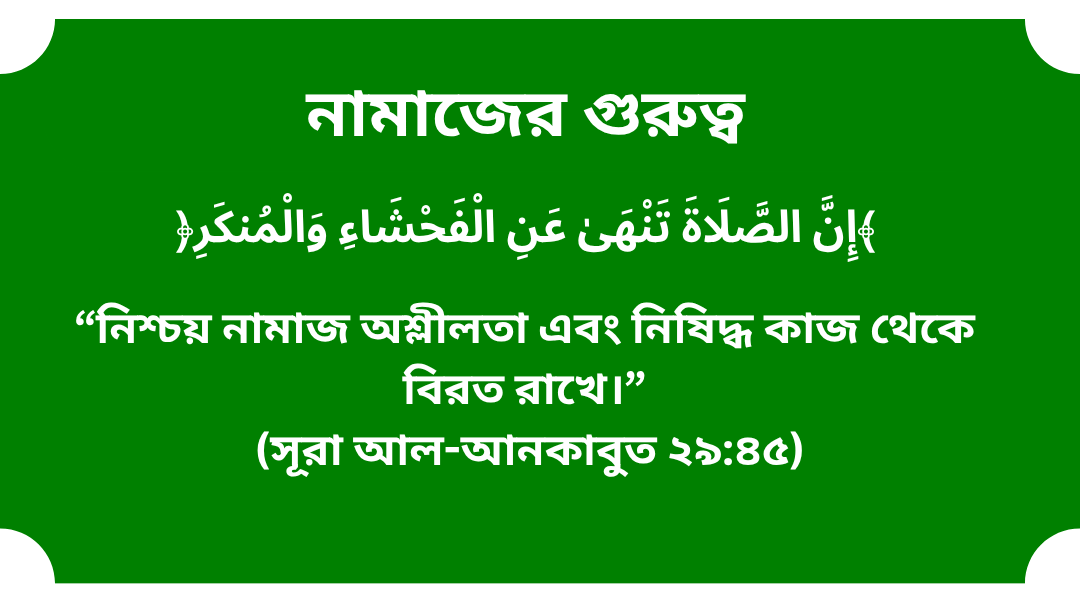 নামাজের গুরুত্ব
﴿إِنَّ الصَّلَاةَ تَنْهَىٰ عَنِ الْفَحْشَاءِ وَالْمُنكَرِ﴾
“নিশ্চয় নামাজ অশ্লীলতা এবং নিষিদ্ধ কাজ থেকে
বিরত রাখে।”
(সূরা আল-আনকাবুত ২৯:৪৫)